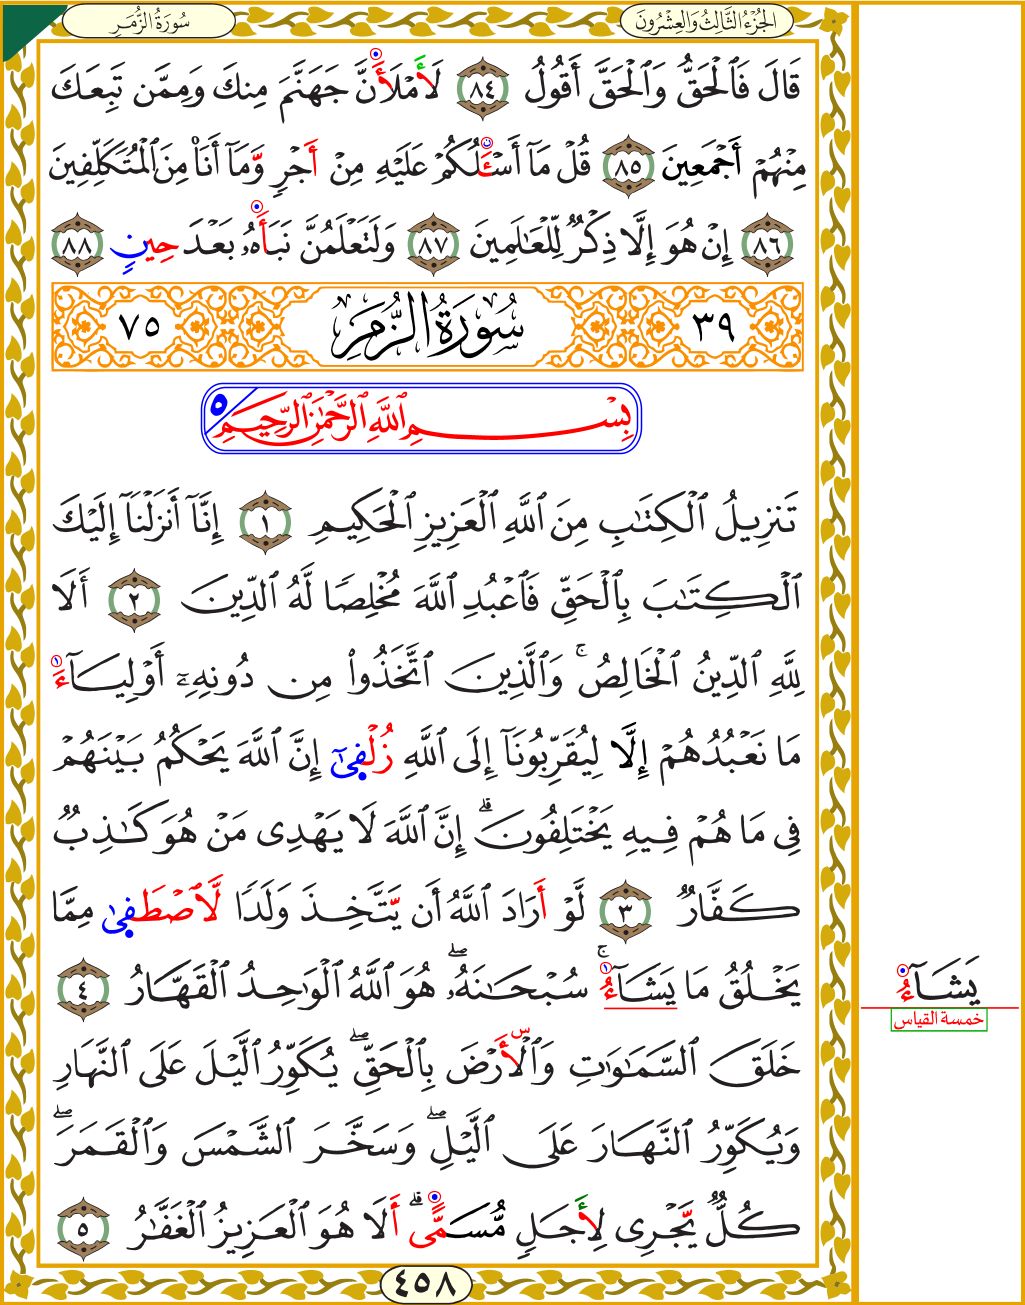 سُورَةُ الزُّمَرِ
الجُزْءُ الثَّالِثُ وَالعِشْرُونَ
قَالَ فَٱلْحَقُّ وَٱلْحَقَّ أَقُولُ ٨٤ لَأَمْلَأَنَّ جَهَنَّمَ مِنكَ وَمِمَّن تَبِعَكَ
مِنْهُمْ أَجْمَعِينَ ٨٥ قُلْ مَآ أَسْـَٔلُكُمْ عَلَيْهِ مِنْ أَجْرٍ وَمَآ أَنَا۠ مِنَ ٱلْمُتَكَلِّفِينَ
٨٦ إِنْ هُوَ إِلَّا ذِكْرٌ لِّلْعَٰلَمِينَ ٨٧ وَلَتَعْلَمُنَّ نَبَأَهُۥ بَعْدَ حِينٍ ٨٨
٣٩ سُورَةُ الزُّمَرِ ٧٥
بِسْمِ ٱللَّهِ ٱلرَّحْمَٰنِ ٱلرَّحِيمِ ٥
تَنزِيلُ ٱلْكِتَٰبِ مِنَ ٱللَّهِ ٱلْعَزِيزِ ٱلْحَكِيمِ ١ إِنَّآ أَنزَلْنَآ إِلَيْكَ
ٱلْكِتَٰبَ بِٱلْحَقِّ فَٱعْبُدِ ٱللَّهَ مُخْلِصًا لَّهُ ٱلدِّينَ ٢ أَلَا
لِلَّهِ ٱلدِّينُ ٱلْخَالِصُ ۚ وَٱلَّذِينَ ٱتَّخَذُوا۟ مِن دُونِهِۦٓ أَوْلِيَآءَ
مَا نَعْبُدُهُمْ إِلَّا لِيُقَرِّبُونَآ إِلَى ٱللَّهِ زُلْفَىٰٓ إِنَّ ٱللَّهَ يَحْكُمُ بَيْنَهُمْ
فِى مَا هُمْ فِيهِ يَخْتَلِفُونَ ۗ إِنَّ ٱللَّهَ لَا يَهْدِى مَنْ هُوَ كَٰذِبٌ
كَفَّارٌ ٣ لَّوْ أَرَادَ ٱللَّهُ أَن يَتَّخِذَ وَلَدًا لَّٱصْطَفَىٰ مِمَّا
يَخْلُقُ مَا يَشَآءُ ۚ سُبْحَٰنَهُۥ ۖ هُوَ ٱللَّهُ ٱلْوَٰحِدُ ٱلْقَهَّارُ ٤
يَشَآءُ
خمسة القياس
خَلَقَ ٱلسَّمَٰوَٰتِ وَٱلْأَرْضَ بِٱلْحَقِّ ۖ يُكَوِّرُ ٱلَّيْلَ عَلَى ٱلنَّهَارِ
وَيُكَوِّرُ ٱلنَّهَارَ عَلَى ٱلَّيْلِ ۖ وَسَخَّرَ ٱلشَّمْسَ وَٱلْقَمَرَ ۖ
كُلٌّ يَجْرِى لِأَجَلٍ مُّسَمًّى ۗ أَلَا هُوَ ٱلْعَزِيزُ ٱلْغَفَّٰرُ ٥
٤٥٨